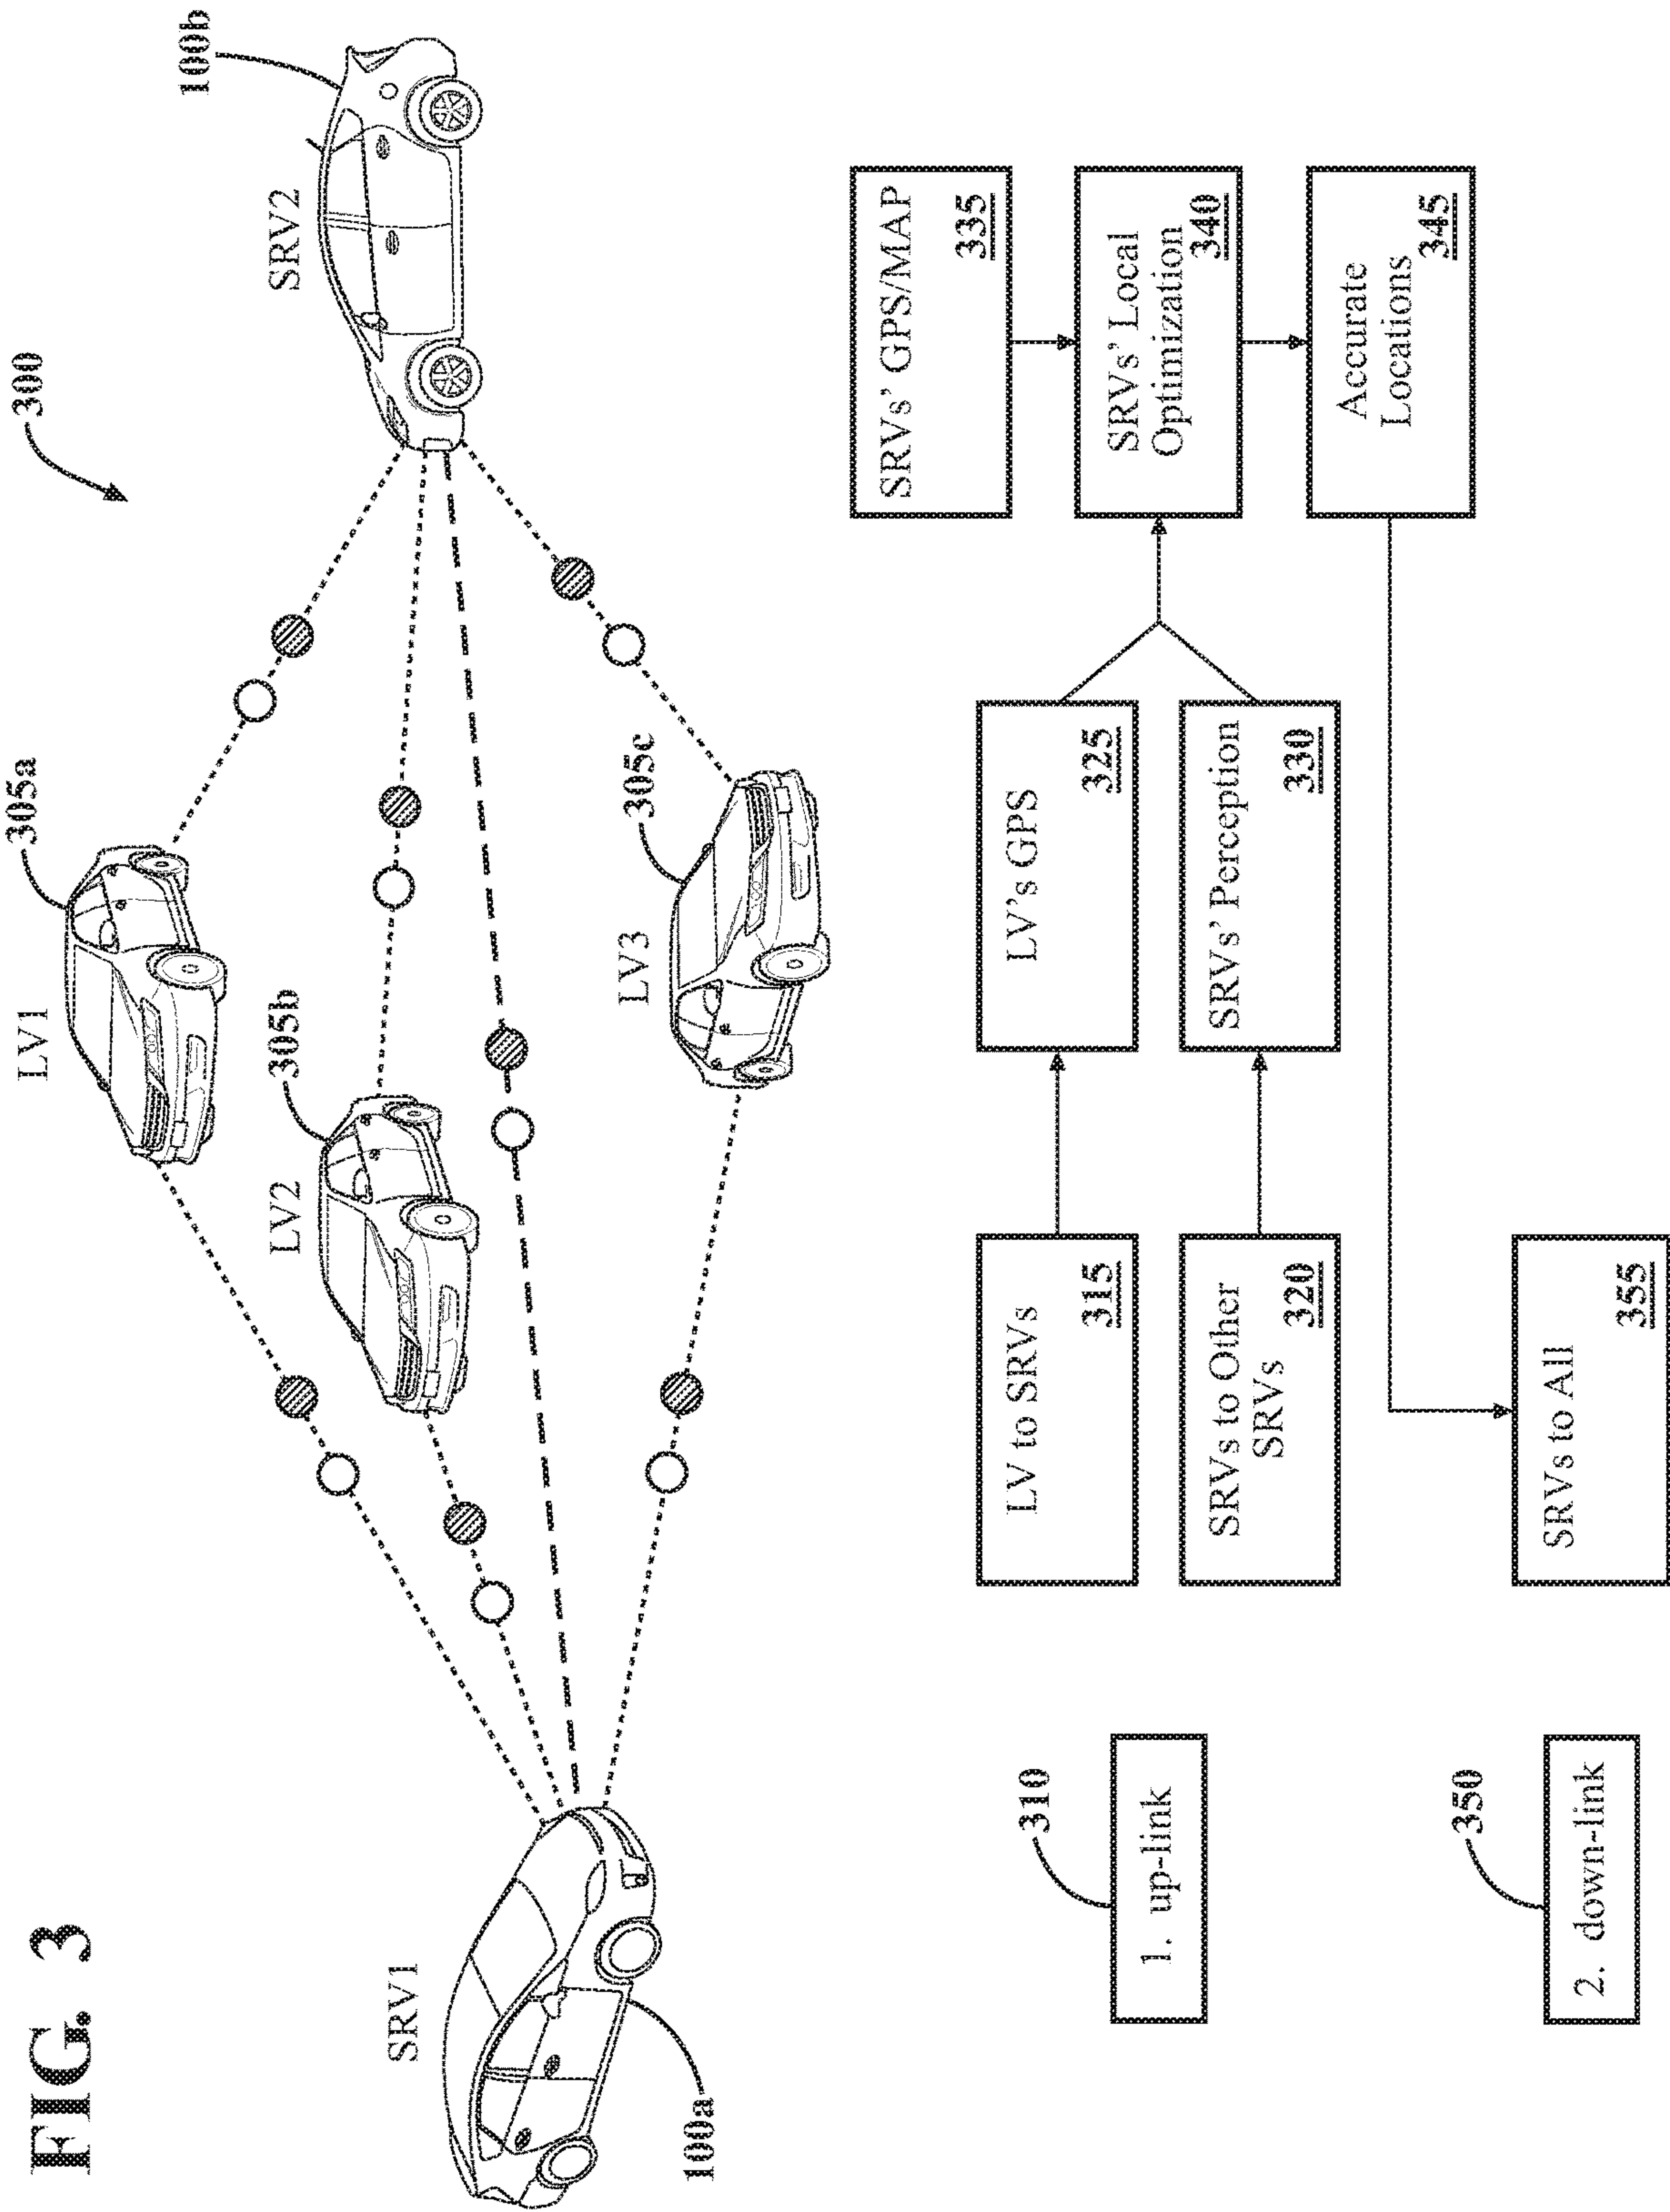 FIG. 3
300
LV1
305a
SRV2
100b
LV2
305b
SRV1
100a
LV3
305c
310
1. up-link
LV to SRVs
315
LV's GPS
325
SRVs' GPS/MAP
335
SRVs to Other
SRVs
320
SRVs' Perception
330
SRVs' Local
Optimization
340
Accurate
Locations
345
350
2. down-link
SRVs to All
355